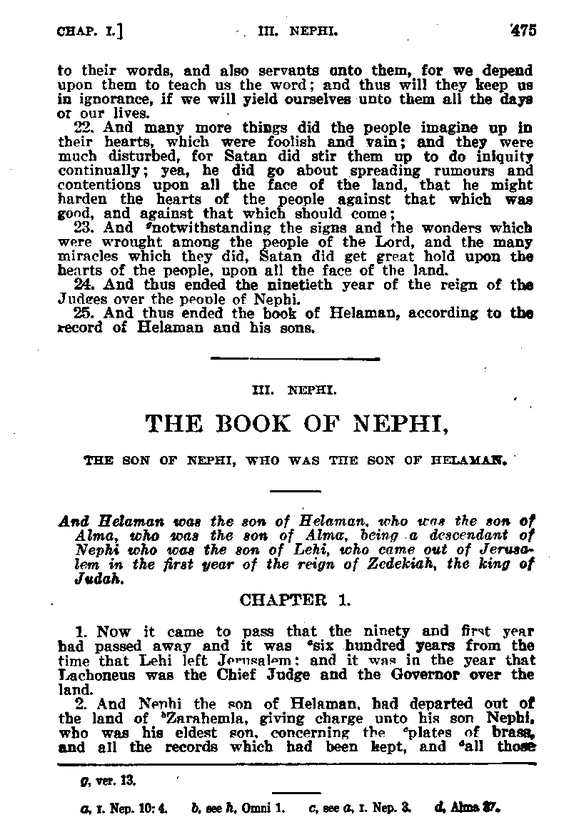 CHAP. I.] III. NEPHI. 475
to their words, and also servants unto them, for we depend
upon them to teach us the word; and thus will they keep us
in ignorance, if we will yield ourselves unto them all the days
of our lives.
22. And many more things did the people imagine up in
their hearts, which were foolish and vain; and they were
much disturbed, for Satan did stir them up to do iniquity
continually; yea, he did go about spreading rumours and
contentions upon all the face of the land, that he might
harden the hearts of the people against that which was
good, and against that which should come;
23. And gnotwithstanding the signs and the wonders which
were wrought among the people of the Lord, and the many
miracles which they did, Satan did get great hold upon the
hearts of the people, upon all the face of the land.
24. And thus ended the ninetieth year of the reign of the
Judges over the people of Nephi.
25. And thus ended the book of Helaman, according to the
record of Helaman and his sons.
III. NEPHI.
THE BOOK OF NEPHI,
THE SON OF NEPHI, WHO WAS THE SON OF HELAMAN.
And Helaman was the son of Helaman, who was the son of
Alma, who was the son of Alma, being a descendant of
Nephi who was the son of Lehi, who came out of Jerusa-
lem in the first year of the reign of Zedekiah, the king of
Judah.
CHAPTER 1.
1. Now it came to pass that the ninety and first year
had passed away and it was asix hundred years from the
time that Lehi left Jerusalem; and it was in the year that
Lachoneus was the Chief Judge and the Governor over the
land.
2. And Nephi the son of Helaman, had departed out of
the land of bZarahemla, giving charge unto his son Nephi,
who was his eldest son, concerning the cplates of brass,
and all the records which had been kept, and dall those
g, ver. 13.
a, I. Nep. 10: 4. b, see h, Omni 1. c, see a, I. Nep. 3. d, Alma 37.